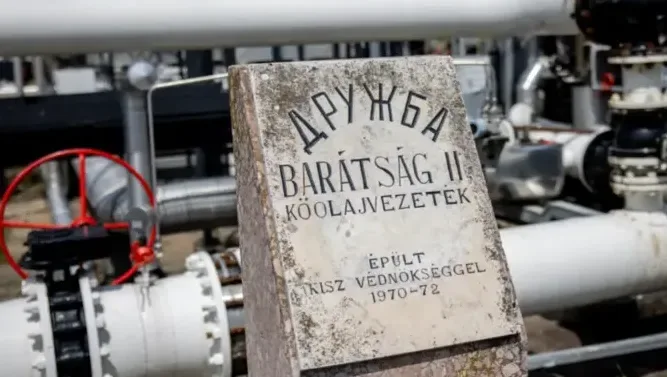 ДРУЖБА
BARÁTSÁG II
KŐOLAJVEZETÉK
ÉPÜLT
KISZ VÉDNÖKSÉGGEL
1970-72